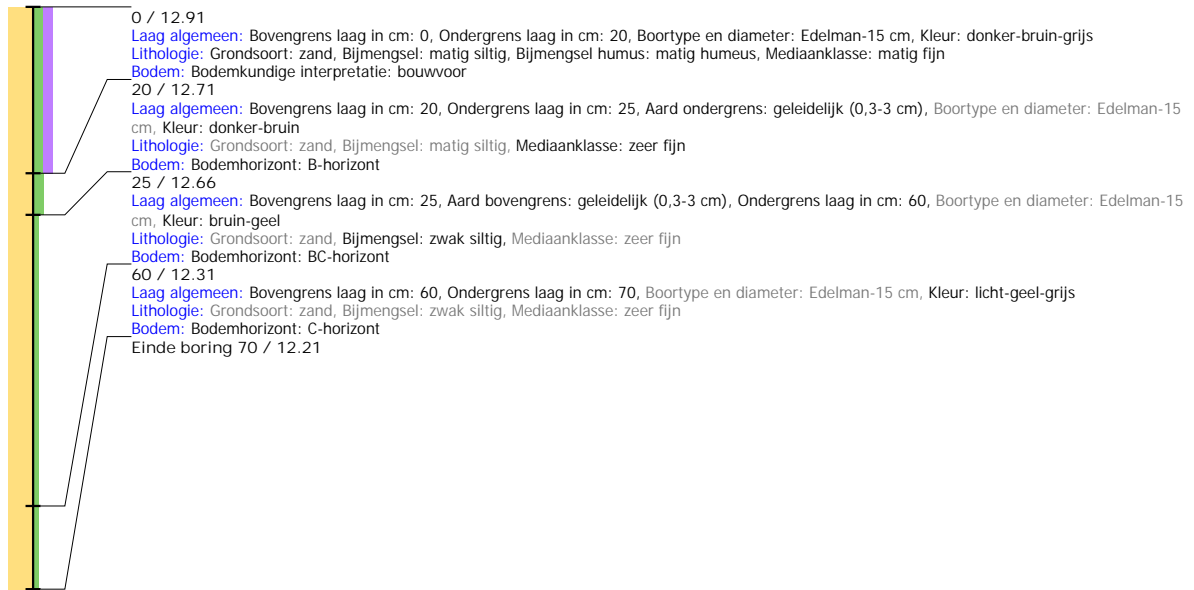 0 / 12.91
Laag algemeen: Bovengrens laag in cm: 0, Ondergrens laag in cm: 20, Boortype en diameter: Edelman-15 cm, Kleur: donker-bruin-grijs
Lithologie: Grondsoort: zand, Bijmengsel: matig siltig, Bijmengsel humus: matig humeus, Mediaanklasse: matig fijn
Bodem: Bodemkundige interpretatie: bouwvoor
20 / 12.71
Laag algemeen: Bovengrens laag in cm: 20, Ondergrens laag in cm: 25, Aard ondergrens: geleidelijk (0,3-3 cm), Boortype en diameter: Edelman-15
cm, Kleur: donker-bruin
Lithologie: Grondsoort: zand, Bijmengsel: matig siltig, Mediaanklasse: zeer fijn
Bodem: Bodemhorizont: B-horizont
25 / 12.66
Laag algemeen: Bovengrens laag in cm: 25, Aard bovengrens: geleidelijk (0,3-3 cm), Ondergrens laag in cm: 60, Boortype en diameter: Edelman-15
cm, Kleur: bruin-geel
Lithologie: Grondsoort: zand, Bijmengsel: zwak siltig, Mediaanklasse: zeer fijn
Bodem: Bodemhorizont: BC-horizont
60 / 12.31
Laag algemeen: Bovengrens laag in cm: 60, Ondergrens laag in cm: 70, Boortype en diameter: Edelman-15 cm, Kleur: licht-geel-grijs
Lithologie: Grondsoort: zand, Bijmengsel: zwak siltig, Mediaanklasse: zeer fijn
Bodem: Bodemhorizont: C-horizont
Einde boring 70 / 12.21